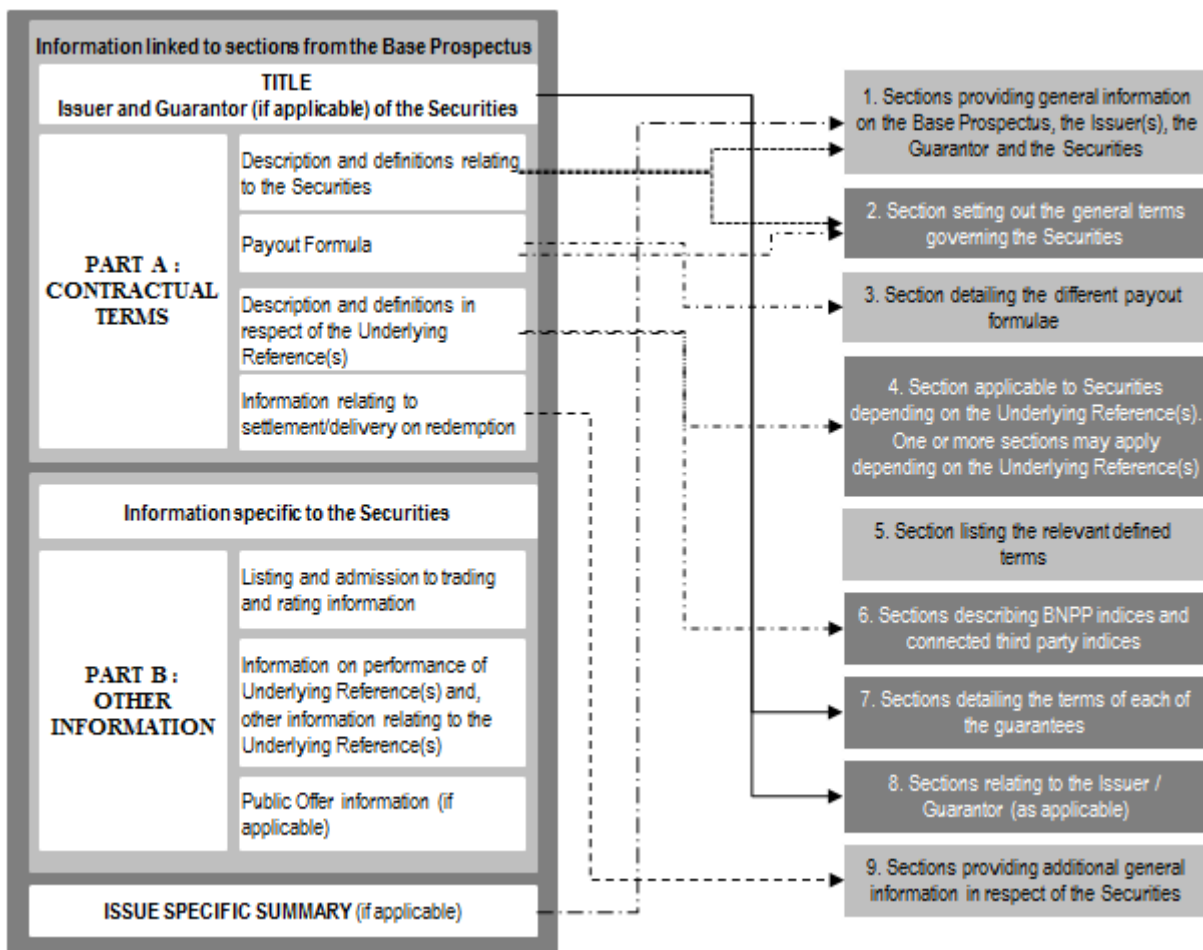 Information linked to sections from the Base Prospectus
TITLE
Issuer and Guarantor (if applicable) of the Securities
PART A :
CONTRACTUAL
TERMS
Description and definitions relating
to the Securities
Payout Formula
Description and definitions in
respect of the Underlying
Reference(s)
Information relating to
settlement/delivery on redemption
Information specific to the Securities
PART B :
OTHER
INFORMATION
Listing and admission to trading
and rating information
Information on performance of
Underlying Reference(s) and,
other information relating to the
Underlying Reference(s)
Public Offer information (if
applicable)
ISSUE SPECIFIC SUMMARY (if applicable)
1. Sections providing general information
on the Base Prospectus, the Issuer(s), the
Guarantor and the Securities
2. Section setting out the general terms
governing the Securities
3. Section detailing the different payout
formulae
4. Section applicable to Securities
depending on the Underlying Reference(s).
One or more sections may apply
depending on the Underlying Reference(s)
5. Section listing the relevant defined
terms
6. Sections describing BNPP indices and
connected third party indices
7. Sections detailing the terms of each of
the guarantees
8. Sections relating to the Issuer /
Guarantor (as applicable)
9. Sections providing additional general
information in respect of the Securities